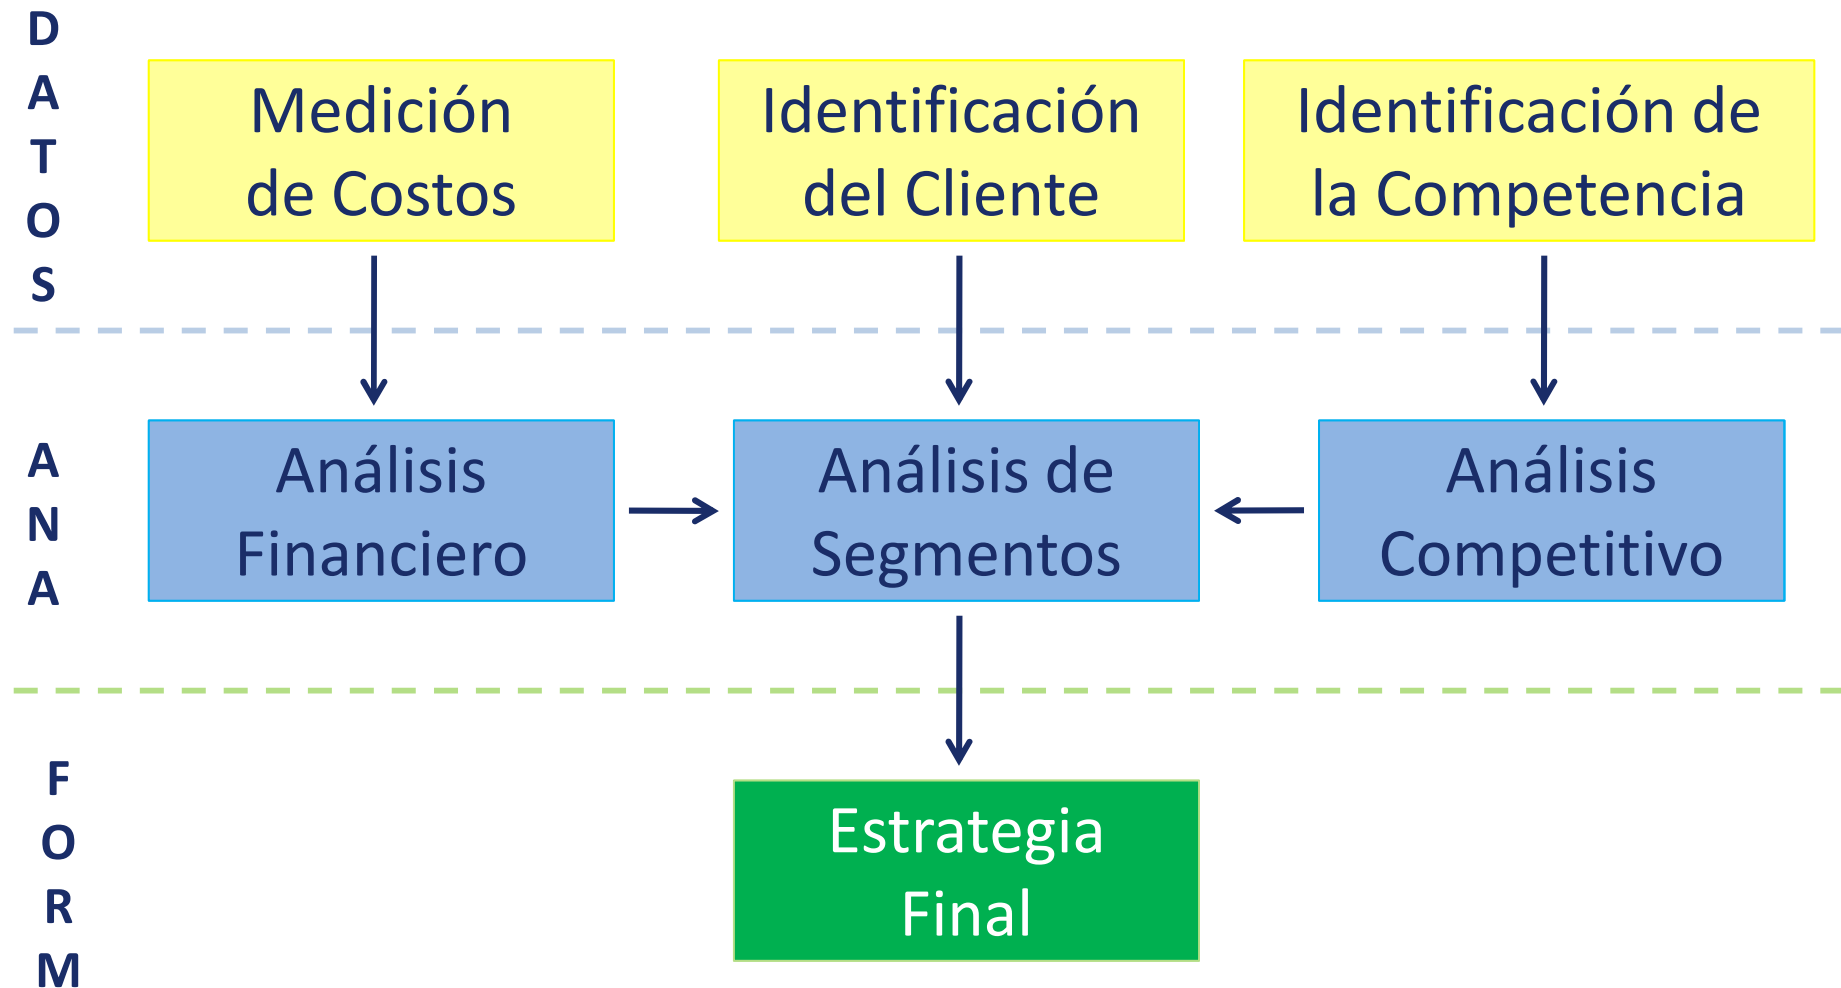 D
A
T
O
S
Medición
de Costos
Identificación
del Cliente
Identificación de
la Competencia
A
N
A
Análisis
Financiero
Análisis de
Segmentos
Análisis
Competitivo
F
O
R
M
Estrategia
Final